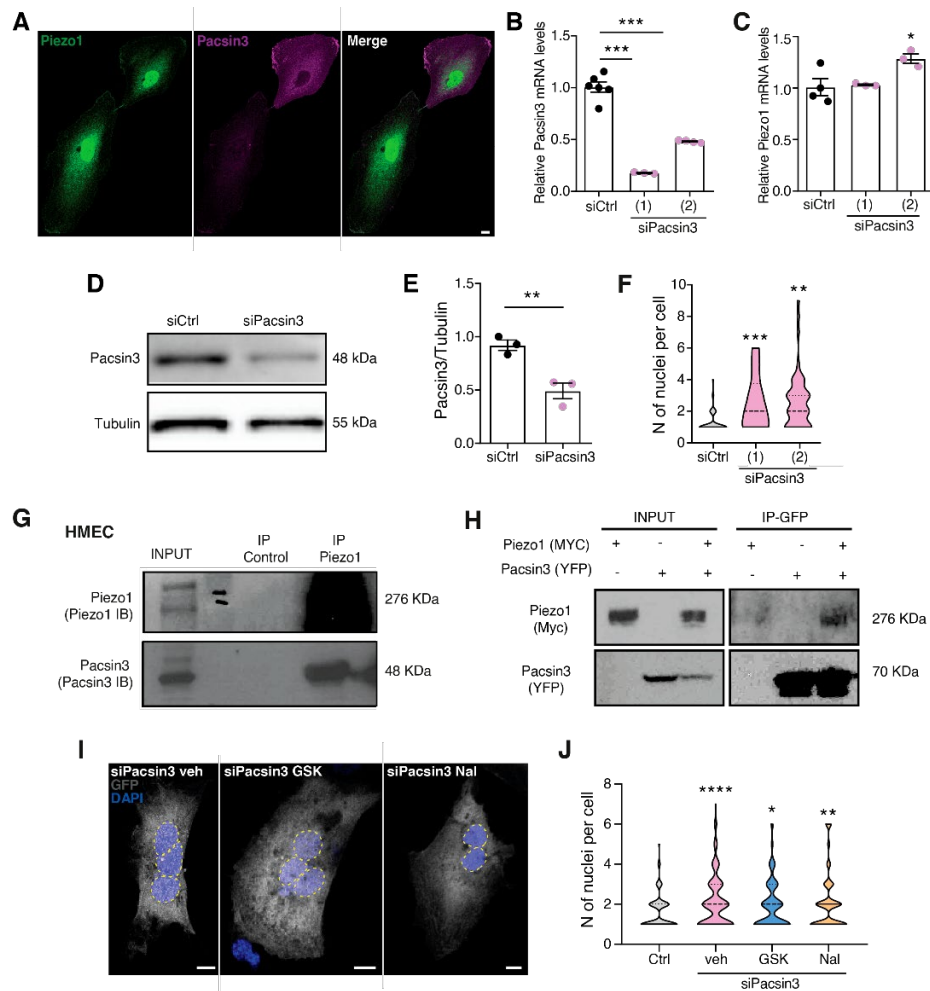 A
Piezo1
Pacsin3
Merge
B
Relative Pacsin3 mRNA levels
1.5
1.0
0.5
0.0
***
***
siCtrl
(1)
(2)
siPacsin3
C
Relative Piezo1 mRNA levels
1.5
1.0
0.5
0.0
*
siCtrl
(1)
(2)
siPacsin3
D
siCtrl
siPacsin3
Pacsin3
48 kDa
Tubulin
55 kDa
E
Pacsin3/Tubulin
1.5
1.0
0.5
0.0
**
siCtrl
siPacsin3
F
N of nuclei per cell
10
8
6
4
2
0
***
**
siCtrl
(1)
(2)
siPacsin3
G
HMEC
INPUT
IP
Control
IP
Piezo1
Piezo1
(Piezo1 IB)
276 KDa
Pacsin3
(Pacsin3 IB)
48 KDa
H
INPUT
IP-GFP
Piezo1 (MYC) + - + + - +
Pacsin3 (YFP) - + + - + +
Piezo1
(Myc)
276 KDa
Pacsin3
(YFP)
70 KDa
I
siPacsin3 veh
siPacsin3 GSK
siPacsin3 Nal
GFP
DAPI
J
N of nuclei per cell
8
6
4
2
0
****
*
**
Ctrl
veh
GSK
Nal
siPacsin3